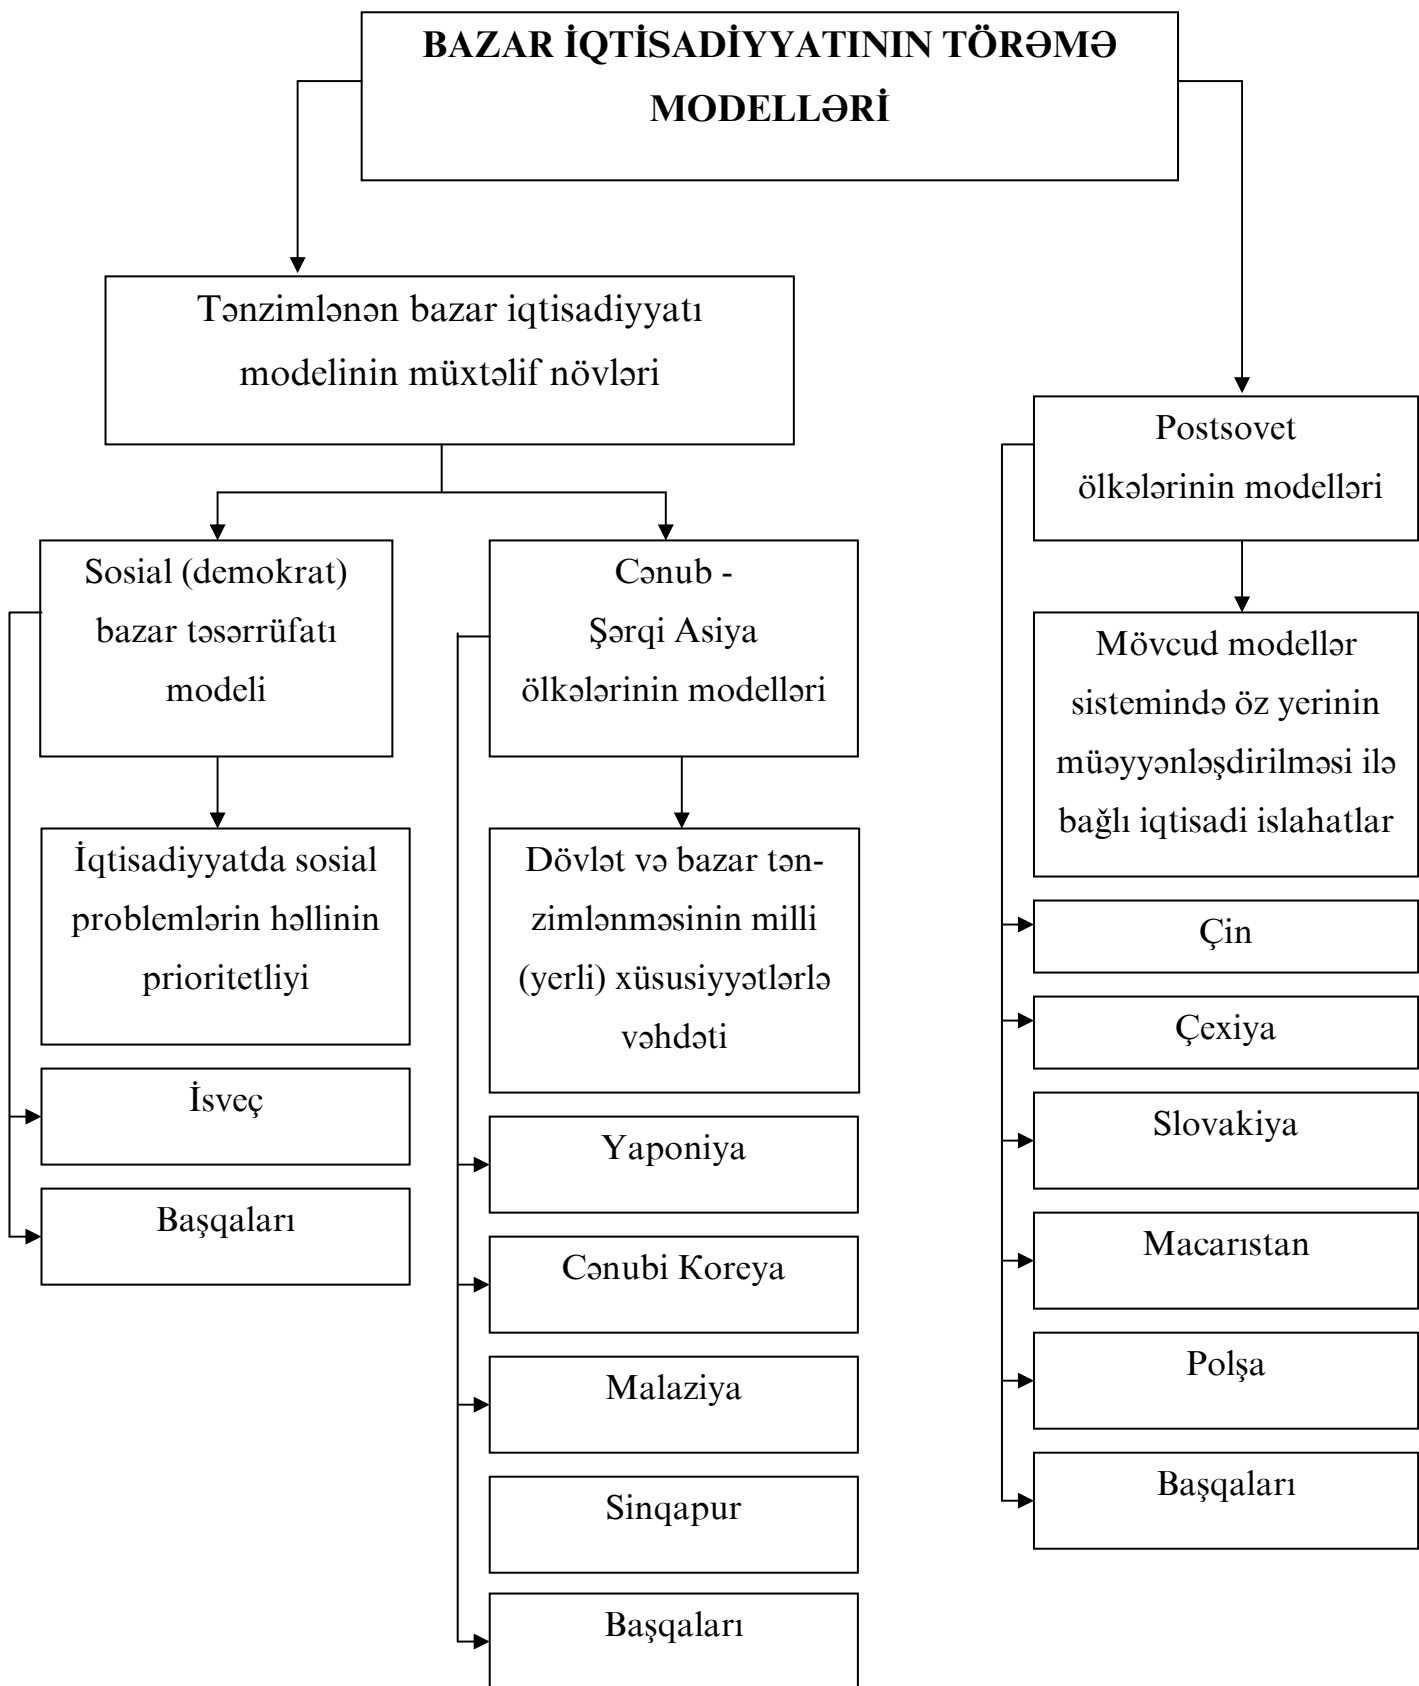 BAZAR İQTİSADİYYATININ TÖRƏMƏ
MODELLƏRİ
Tənzimlənən bazar iqtisadiyyatı
modelinin müxtəlif növləri
Sosial (demokrat)
bazar təsərrüfatı
modeli
İqtisadiyyatda sosial
problemlərin həllinin
prioritetliyi
İsveç
Başqaları
Cənub -
Şərqi Asiya
ölkələrinin modelləri
Dövlət və bazar tən-
zimlənməsinin milli
(yerli) xüsusiyyətlərlə
vəhdəti
Yaponiya
Cənubi Koreya
Malaziya
Sinqapur
Başqaları
Postsovet
ölkələrinin modelləri
Mövcud modellər
sistemində öz yerinin
müəyyənləşdirilməsi ilə
bağlı iqtisadi islahatlar
Çin
Çexiya
Slovakiya
Macarıstan
Polşa
Başqaları